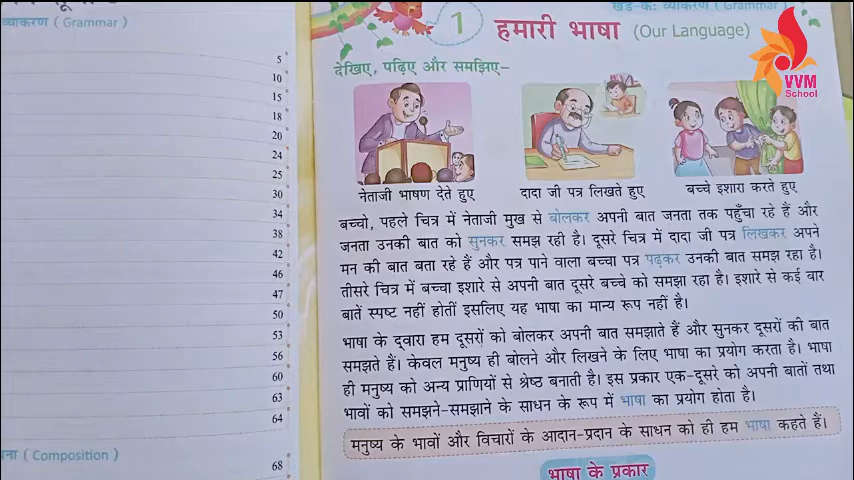 व्याकरण ( Grammar )
5
10
15
18
20
24
25
30
34
38
42
46
47
50
53
56
60
63
64
ना ( Composition )
68
खंड-क: व्याकरण ( Grammar )
1
हमारी भाषा (Our Language)
VVM
School
देखिए, पढ़िए और समझिए–
नेताजी भाषण देते हुए
दादा जी पत्र लिखते हुए
बच्चे इशारा करते हुए
बच्चो, पहले चित्र में नेताजी मुख से बोलकर अपनी बात जनता तक पहुँचा रहे हैं और
जनता उनकी बात को सुनकर समझ रही है। दूसरे चित्र में दादा जी पत्र लिखकर अपने
मन की बात बता रहे हैं और पत्र पाने वाला बच्चा पत्र पढ़कर उनकी बात समझ रहा है।
तीसरे चित्र में बच्चा इशारे से अपनी बात दूसरे बच्चे को समझा रहा है। इशारे से कई बार
बातें स्पष्ट नहीं होतीं इसलिए यह भाषा का मान्य रूप नहीं है।
भाषा के द्वारा हम दूसरों को बोलकर अपनी बात समझाते हैं और सुनकर दूसरों की बात
समझते हैं। केवल मनुष्य ही बोलने और लिखने के लिए भाषा का प्रयोग करता है। भाषा
ही मनुष्य को अन्य प्राणियों से श्रेष्ठ बनाती है। इस प्रकार एक-दूसरे को अपनी बातों तथा
भावों को समझने-समझाने के साधन के रूप में भाषा का प्रयोग होता है।
मनुष्य के भावों और विचारों के आदान-प्रदान के साधन को ही हम भाषा कहते हैं।
भाषा के प्रकार